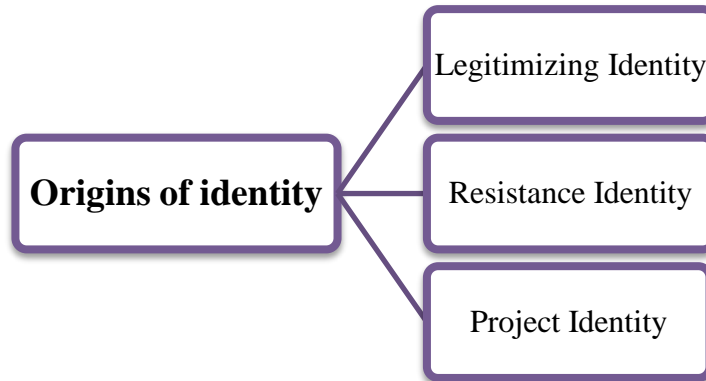 Origins of identity
Legitimizing Identity
Resistance Identity
Project Identity